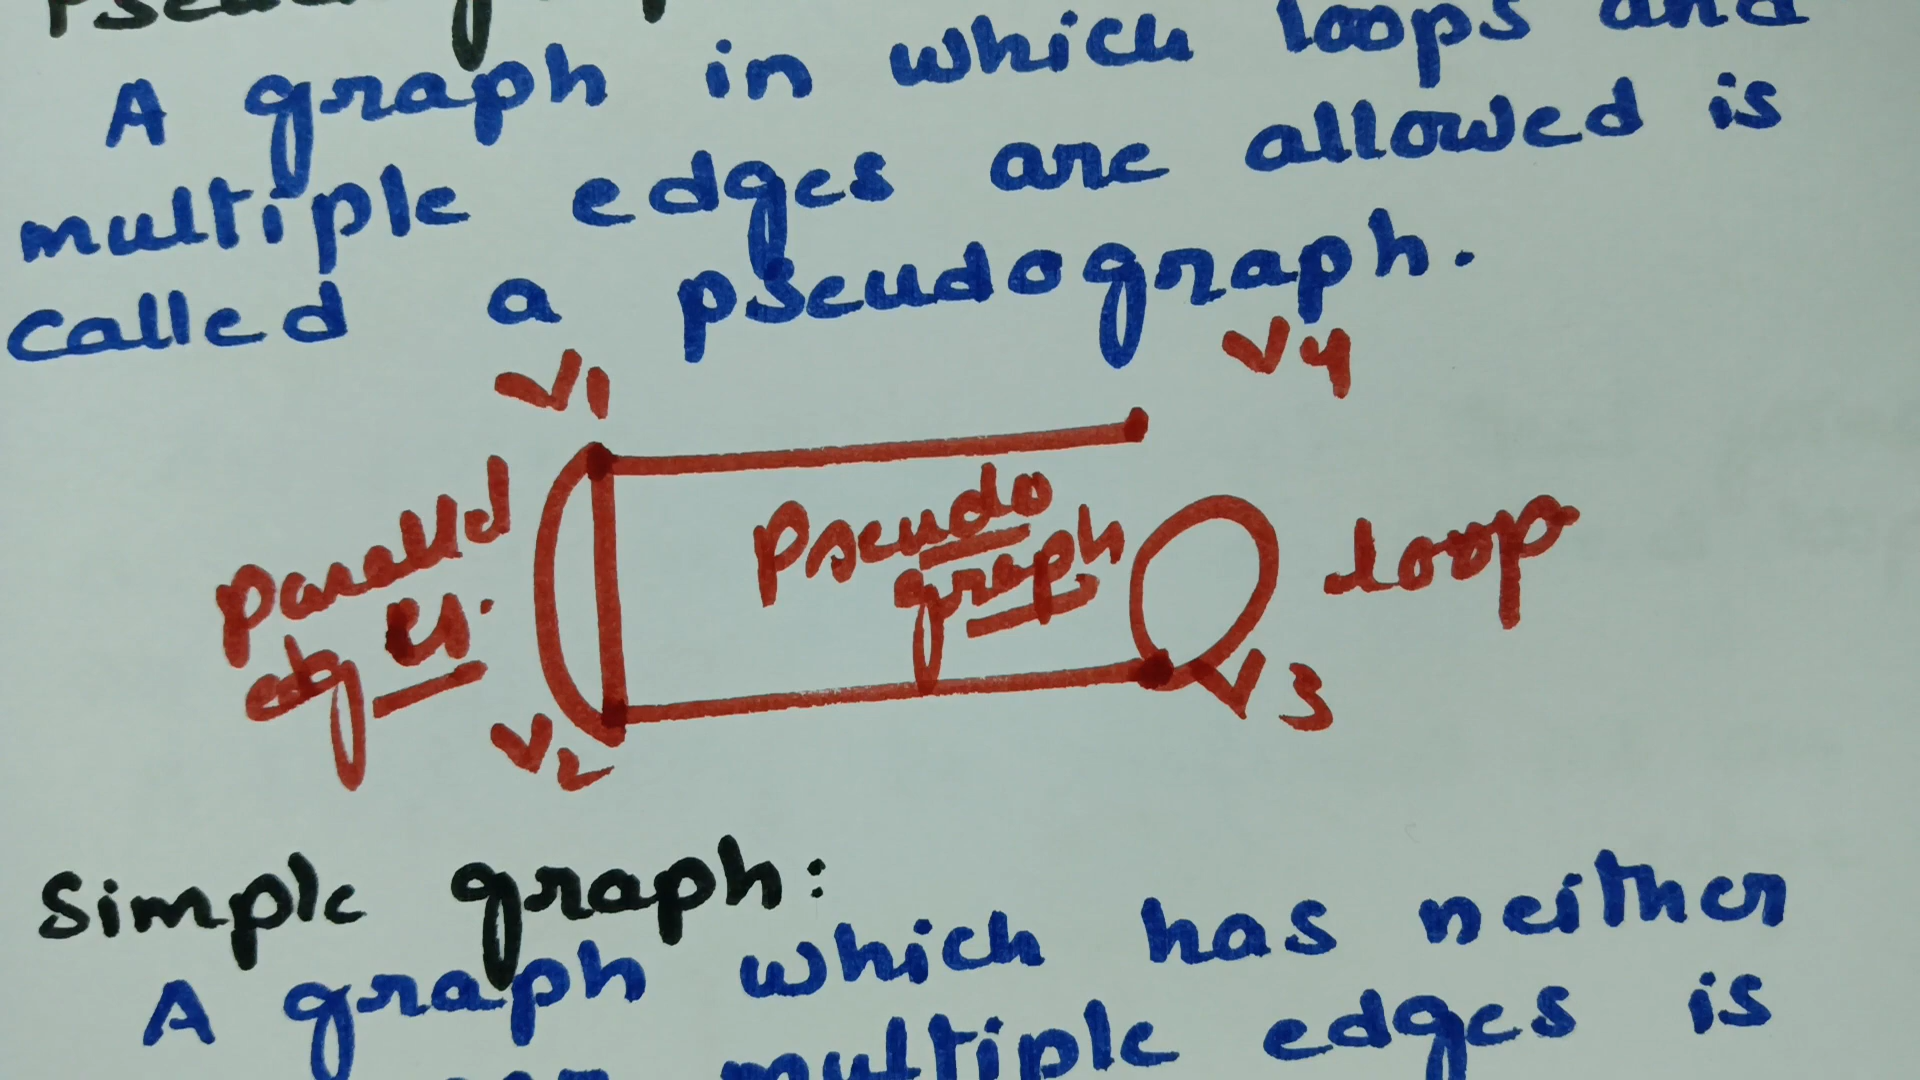 Pseudograp
A graph in which loops and
multiple edges are allowed is
called a pseudograph.
V1
V4
Parallel
edges.
Pseudo
graph
loop
V2
V3
Simple graph:
A graph which has neither
multiple edges is